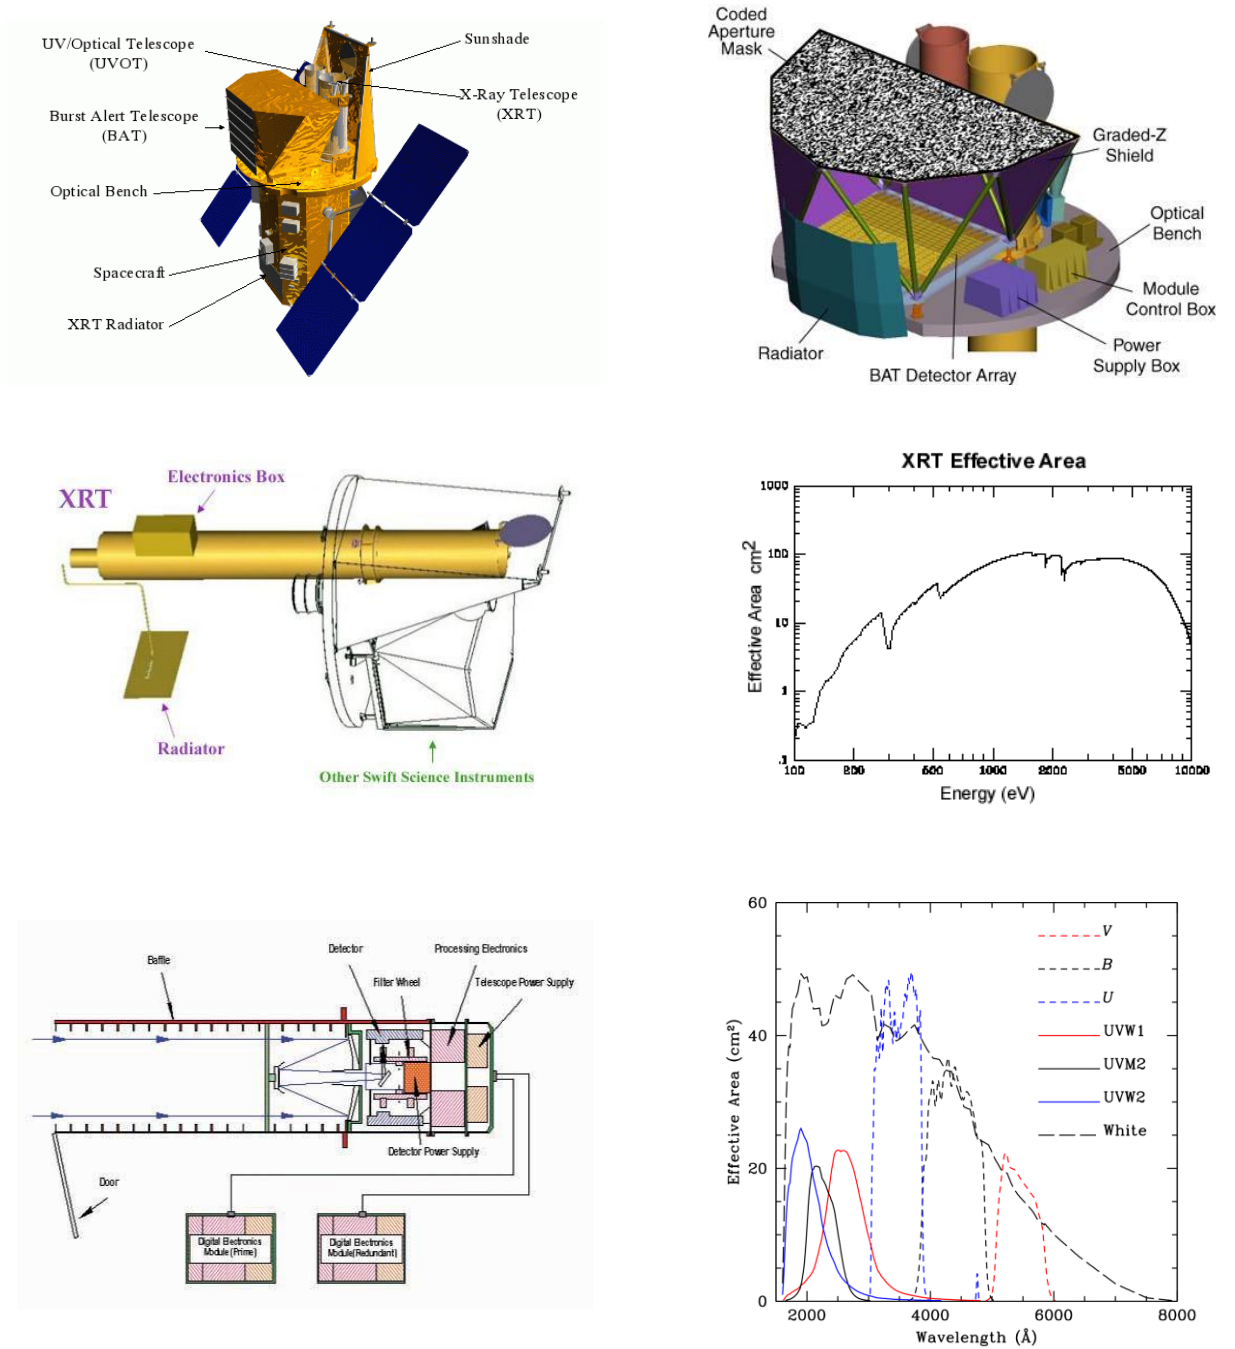 UV/Optical Telescope
(UVOT)
Sunshade
X-Ray Telescope
(XRT)
Burst Alert Telescope
(BAT)
Optical Bench
Spacecraft
XRT Radiator
Coded
Aperture
Mask
Graded-Z
Shield
Optical
Bench
Module
Control Box
Power
Supply Box
Radiator
BAT Detector Array
XRT
Electronics Box
Radiator
Other Swift Science Instruments
XRT Effective Area
Effective Area cm²
1000
100
10
1
.1
100 200 500 1000 2000 5000 10000
Energy (eV)
Baffle
Detector
Processing Electronics
Filter Wheel
Telescope Power Supply
Detector Power Supply
Door
Digital Electronics
Module (Prime)
Digital Electronics
Module(Redundant)
Effective Area (cm²)
60
40
20
0
V
B
U
UVW1
UVM2
UVW2
White
2000 4000 6000 8000
Wavelength (Å)